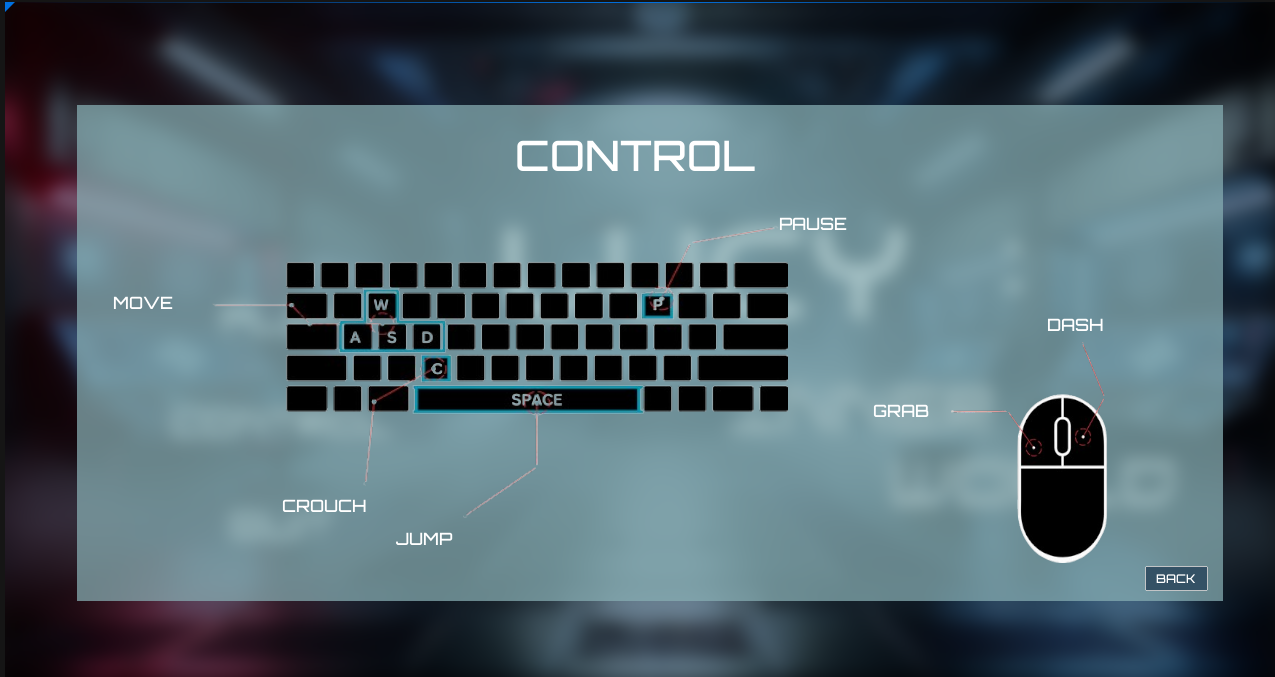 CONTROL
PAUSE
MOVE
W
P
A S D
C
SPACE
DASH
GRAB
CROUCH
JUMP
BACK